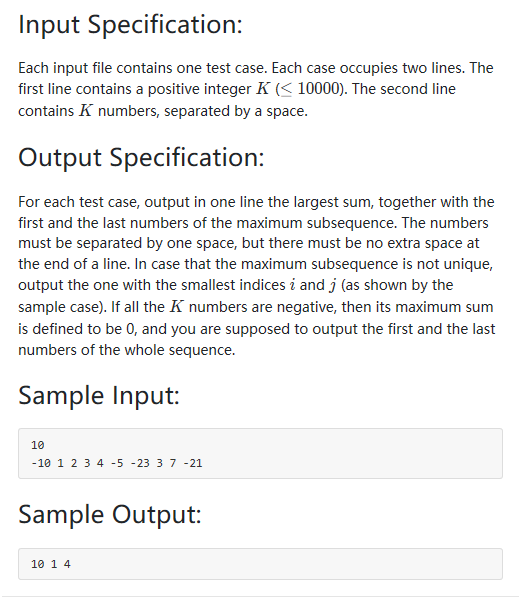 Input Specification:
Each input file contains one test case. Each case occupies two lines. The
first line contains a positive integer K (≤ 10000). The second line
contains K numbers, separated by a space.
Output Specification:
For each test case, output in one line the largest sum, together with the
first and the last numbers of the maximum subsequence. The numbers
must be separated by one space, but there must be no extra space at
the end of a line. In case that the maximum subsequence is not unique,
output the one with the smallest indices i and j (as shown by the
sample case). If all the K numbers are negative, then its maximum sum
is defined to be 0, and you are supposed to output the first and the last
numbers of the whole sequence.
Sample Input:
10
-10 1 2 3 4 -5 -23 3 7 -21
Sample Output:
10 1 4